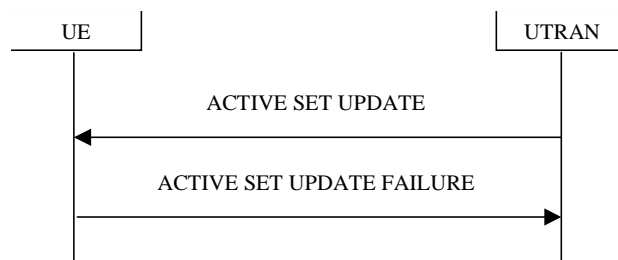 UE
UTRAN
ACTIVE SET UPDATE
ACTIVE SET UPDATE FAILURE